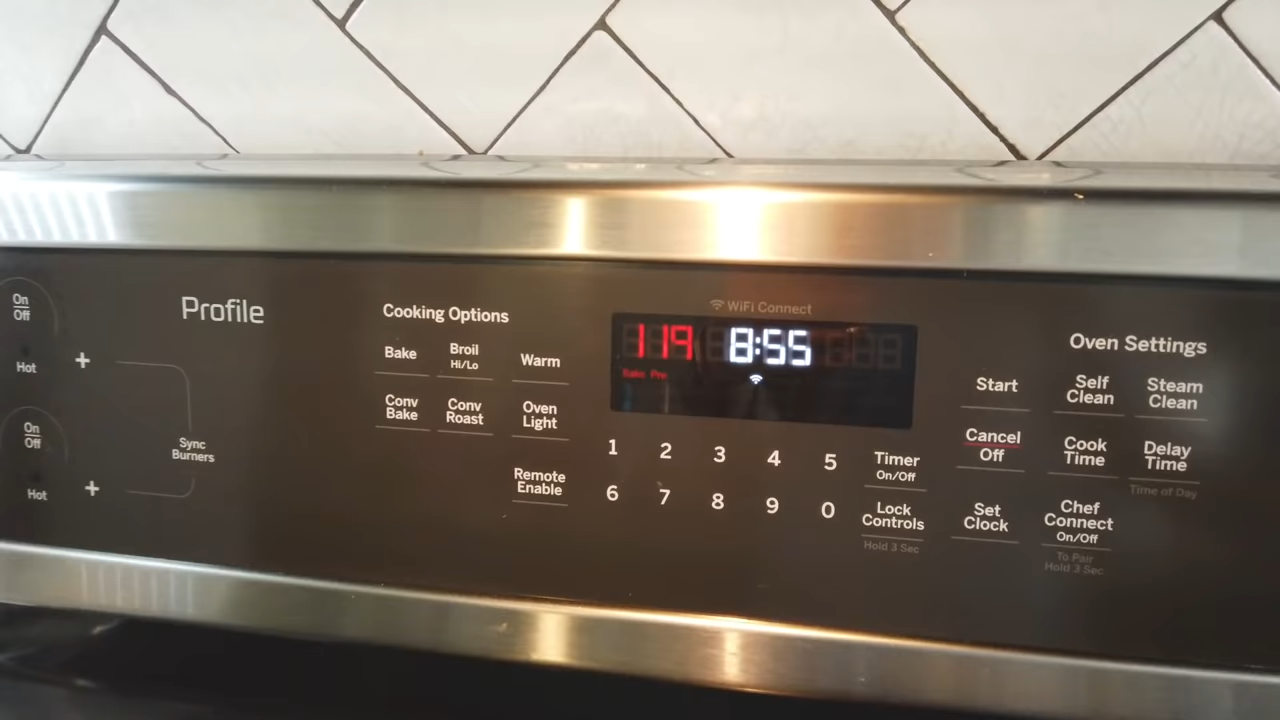 On
Off
Hot
+
On
Off
Hot
+
Sync
Burners
Profile
Cooking Options
Bake
Broil
Hi/Lo
Warm
Conv
Bake
Conv
Roast
Oven
Light
Remote
Enable
WiFi Connect
119 8:55
Bake Pre
1 2 3 4 5
6 7 8 9 0
Timer
On/Off
Lock
Controls
Hold 3 Sec
Oven Settings
Start
Self
Clean
Steam
Clean
Cancel
Off
Cook
Time
Delay
Time
Time of Day
Set
Clock
Chef
Connect
On/Off
To Pair
Hold 3 Sec